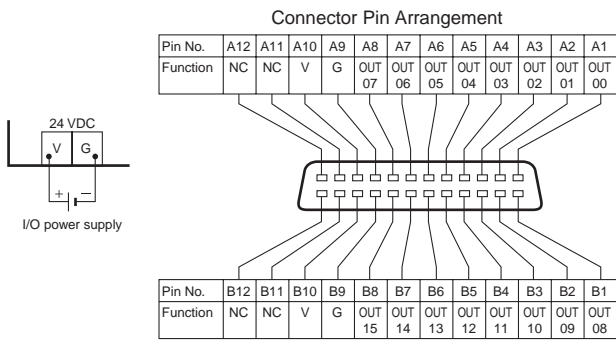 Connector Pin Arrangement
Pin No. A12 A11 A10 A9 A8 A7 A6 A5 A4 A3 A2 A1
Function NC NC V G OUT 07 OUT 06 OUT 05 OUT 04 OUT 03 OUT 02 OUT 01 OUT 00
24 VDC
V G
+ −
I/O power supply
Pin No. B12 B11 B10 B9 B8 B7 B6 B5 B4 B3 B2 B1
Function NC NC V G OUT 15 OUT 14 OUT 13 OUT 12 OUT 11 OUT 10 OUT 09 OUT 08